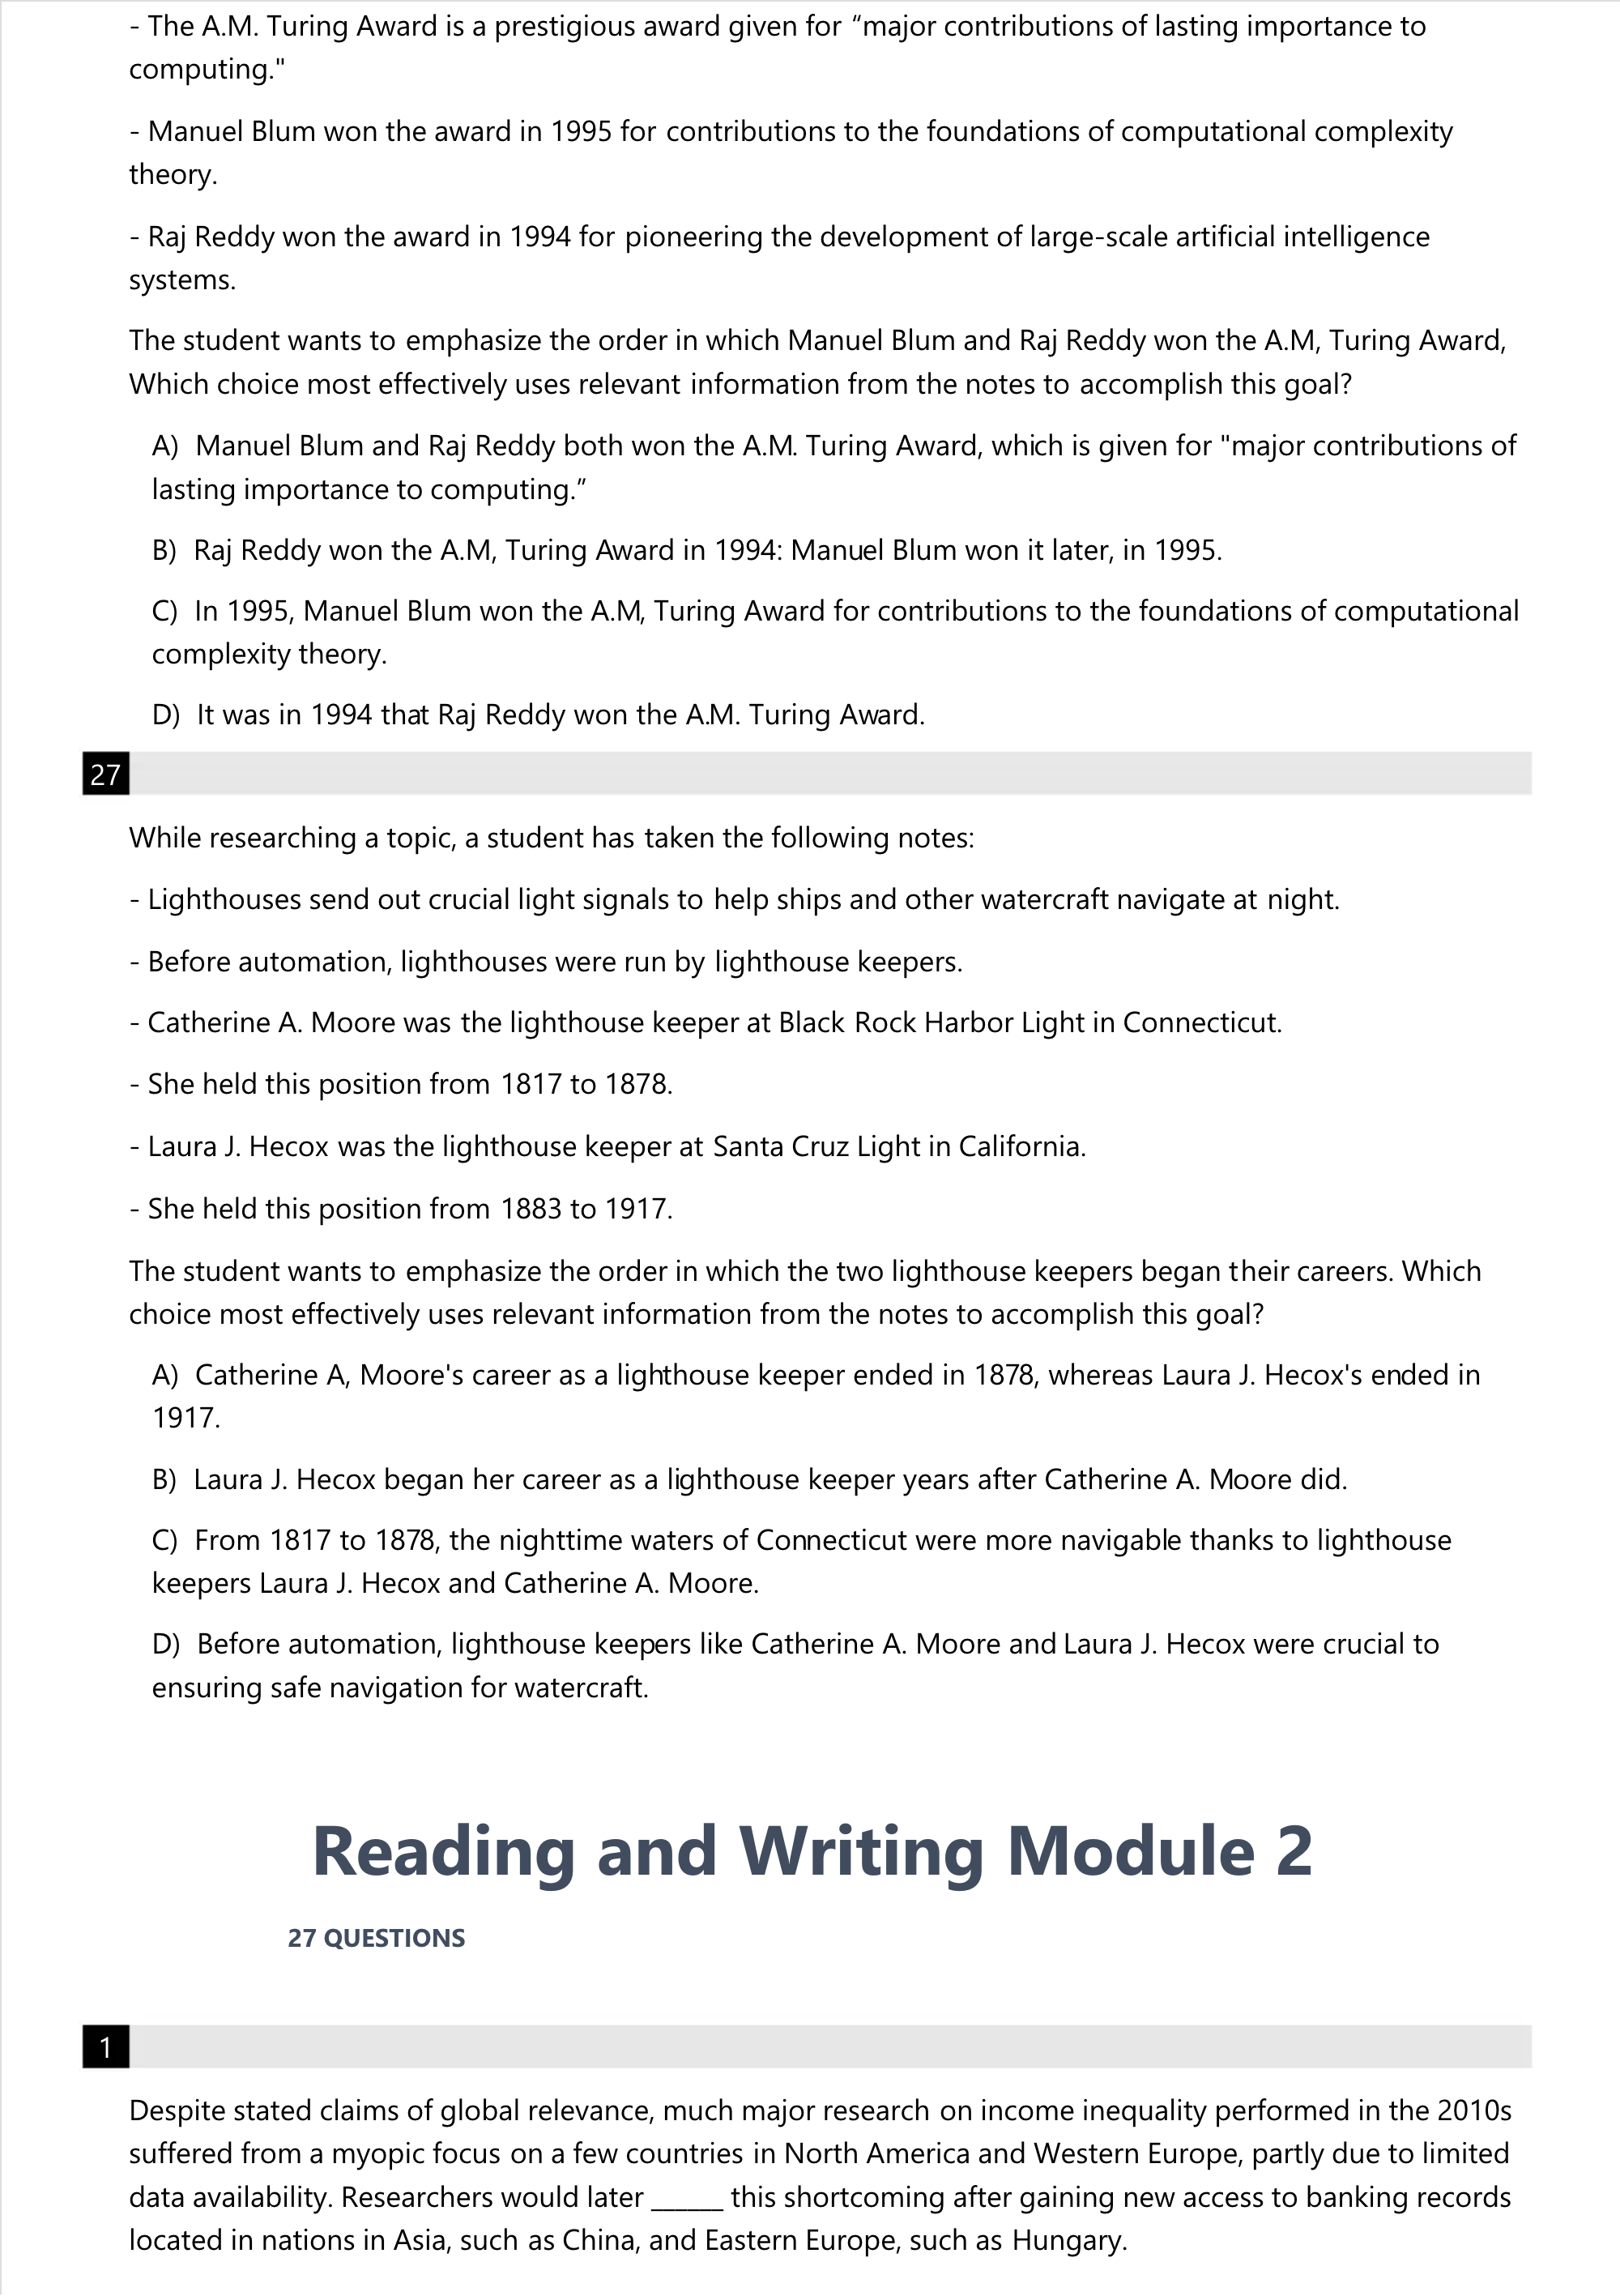 - The A.M. Turing Award is a prestigious award given for “major contributions of lasting importance to
computing."
- Manuel Blum won the award in 1995 for contributions to the foundations of computational complexity
theory.
- Raj Reddy won the award in 1994 for pioneering the development of large-scale artificial intelligence
systems.
The student wants to emphasize the order in which Manuel Blum and Raj Reddy won the A.M, Turing Award,
Which choice most effectively uses relevant information from the notes to accomplish this goal?
A) Manuel Blum and Raj Reddy both won the A.M. Turing Award, which is given for "major contributions of
lasting importance to computing.”
B) Raj Reddy won the A.M, Turing Award in 1994: Manuel Blum won it later, in 1995.
C) In 1995, Manuel Blum won the A.M, Turing Award for contributions to the foundations of computational
complexity theory.
D) It was in 1994 that Raj Reddy won the A.M. Turing Award.
27
While researching a topic, a student has taken the following notes:
- Lighthouses send out crucial light signals to help ships and other watercraft navigate at night.
- Before automation, lighthouses were run by lighthouse keepers.
- Catherine A. Moore was the lighthouse keeper at Black Rock Harbor Light in Connecticut.
- She held this position from 1817 to 1878.
- Laura J. Hecox was the lighthouse keeper at Santa Cruz Light in California.
- She held this position from 1883 to 1917.
The student wants to emphasize the order in which the two lighthouse keepers began their careers. Which
choice most effectively uses relevant information from the notes to accomplish this goal?
A) Catherine A, Moore's career as a lighthouse keeper ended in 1878, whereas Laura J. Hecox's ended in
1917.
B) Laura J. Hecox began her career as a lighthouse keeper years after Catherine A. Moore did.
C) From 1817 to 1878, the nighttime waters of Connecticut were more navigable thanks to lighthouse
keepers Laura J. Hecox and Catherine A. Moore.
D) Before automation, lighthouse keepers like Catherine A. Moore and Laura J. Hecox were crucial to
ensuring safe navigation for watercraft.
Reading and Writing Module 2
27 QUESTIONS
1
Despite stated claims of global relevance, much major research on income inequality performed in the 2010s
suffered from a myopic focus on a few countries in North America and Western Europe, partly due to limited
data availability. Researchers would later ______ this shortcoming after gaining new access to banking records
located in nations in Asia, such as China, and Eastern Europe, such as Hungary.